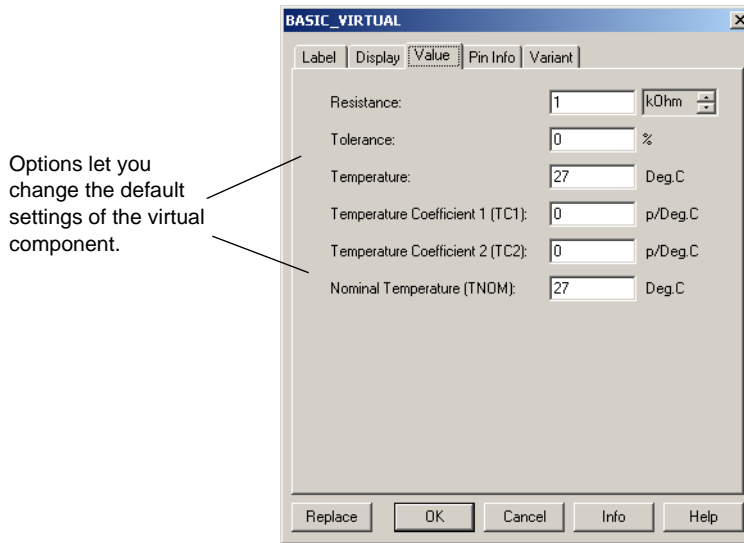 BASIC_VIRTUAL
Label Display Value Pin Info Variant
Resistance: 1 kOhm
Tolerance: 0 %
Temperature: 27 Deg.C
Temperature Coefficient 1 (TC1): 0 p/Deg.C
Temperature Coefficient 2 (TC2): 0 p/Deg.C
Nominal Temperature (TNOM): 27 Deg.C
Replace OK Cancel Info Help
Options let you
change the default
settings of the virtual
component.